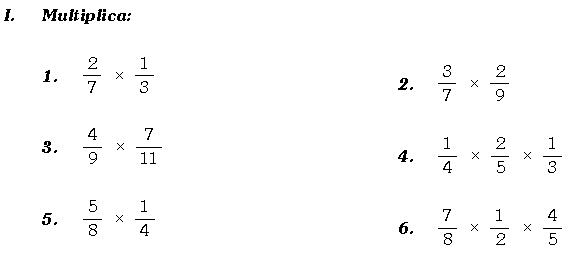 I. Multiplica:
1. 2/7 × 1/3
2. 3/7 × 2/9
3. 4/9 × 7/11
4. 1/4 × 2/5 × 1/3
5. 5/8 × 1/4
6. 7/8 × 1/2 × 4/5